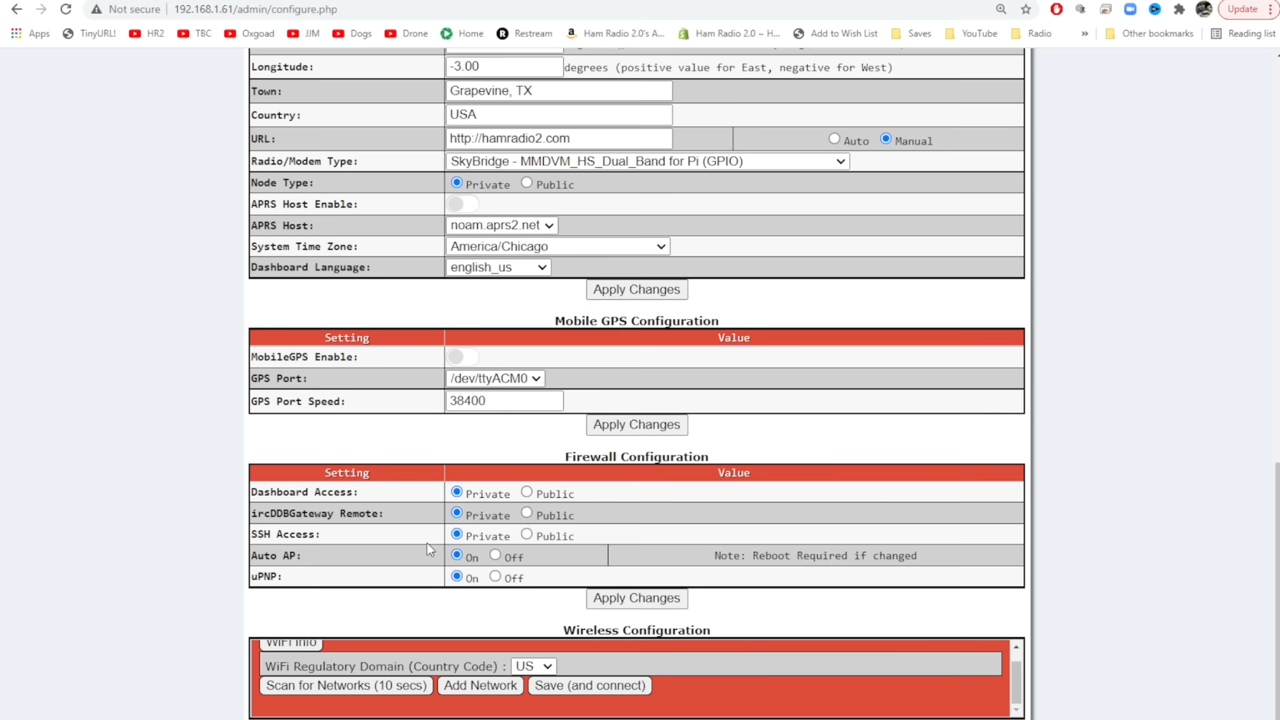 Not secure 192.168.1.61/admin/configure.php Update
Apps TinyURL! HR2 TBC Oxgoad JJM Dogs Drone Home Restream Ham Radio 2.0's A... Ham Radio 2.0 – H... Add to Wish List Saves YouTube Radio » Other bookmarks Reading list
Longitude: -3.00 degrees (positive value for East, negative for West)
Town: Grapevine, TX
Country: USA
URL: http://hamradio2.com Auto Manual
Radio/Modem Type: SkyBridge - MMDVM_HS_Dual_Band for Pi (GPIO)
Node Type: Private Public
APRS Host Enable:
APRS Host: noam.aprs2.net
System Time Zone: America/Chicago
Dashboard Language: english_us
Apply Changes
Mobile GPS Configuration
Setting Value
MobileGPS Enable:
GPS Port: /dev/ttyACM0
GPS Port Speed: 38400
Apply Changes
Firewall Configuration
Setting Value
Dashboard Access: Private Public
ircDDBGateway Remote: Private Public
SSH Access: Private Public
Auto AP: On Off Note: Reboot Required if changed
uPNP: On Off
Apply Changes
Wireless Configuration
WiFi Info
WiFi Regulatory Domain (Country Code) : US
Scan for Networks (10 secs) Add Network Save (and connect)